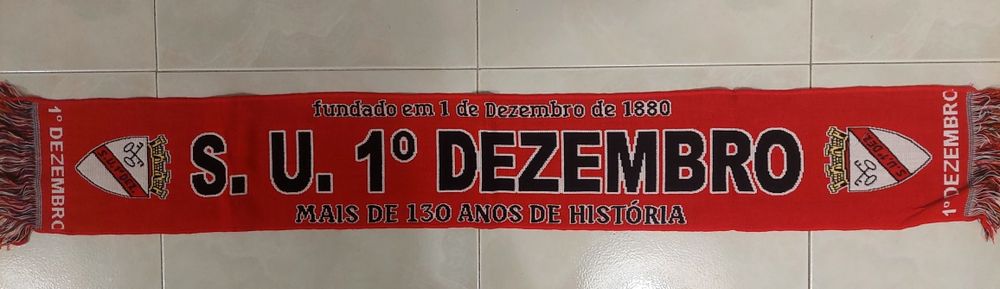 fundado em 1 de Dezembro de 1880
S. U. 1º DEZEMBRO
MAIS DE 130 ANOS DE HISTÓRIA
1º DEZEMBRO
1º DEZEMBRO